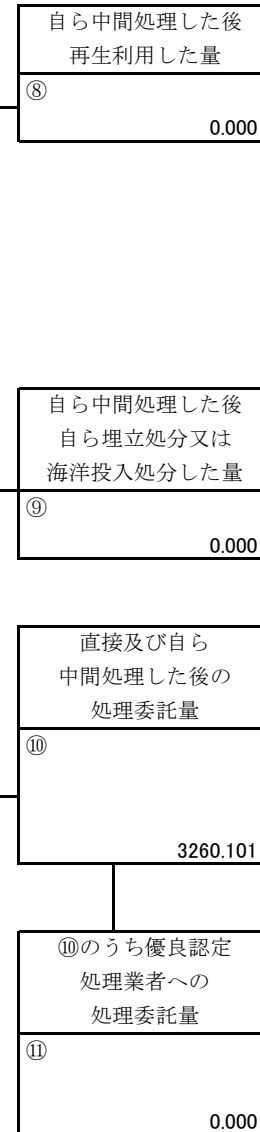 自ら中間処理した後
再生利用した量
⑧
0.000
自ら中間処理した後
自ら埋立処分又は
海洋投入処分した量
⑨
0.000
直接及び自ら
中間処理した後の
処理委託量
⑩
3260.101
⑩のうち優良認定
処理業者への
処理委託量
⑪
0.000